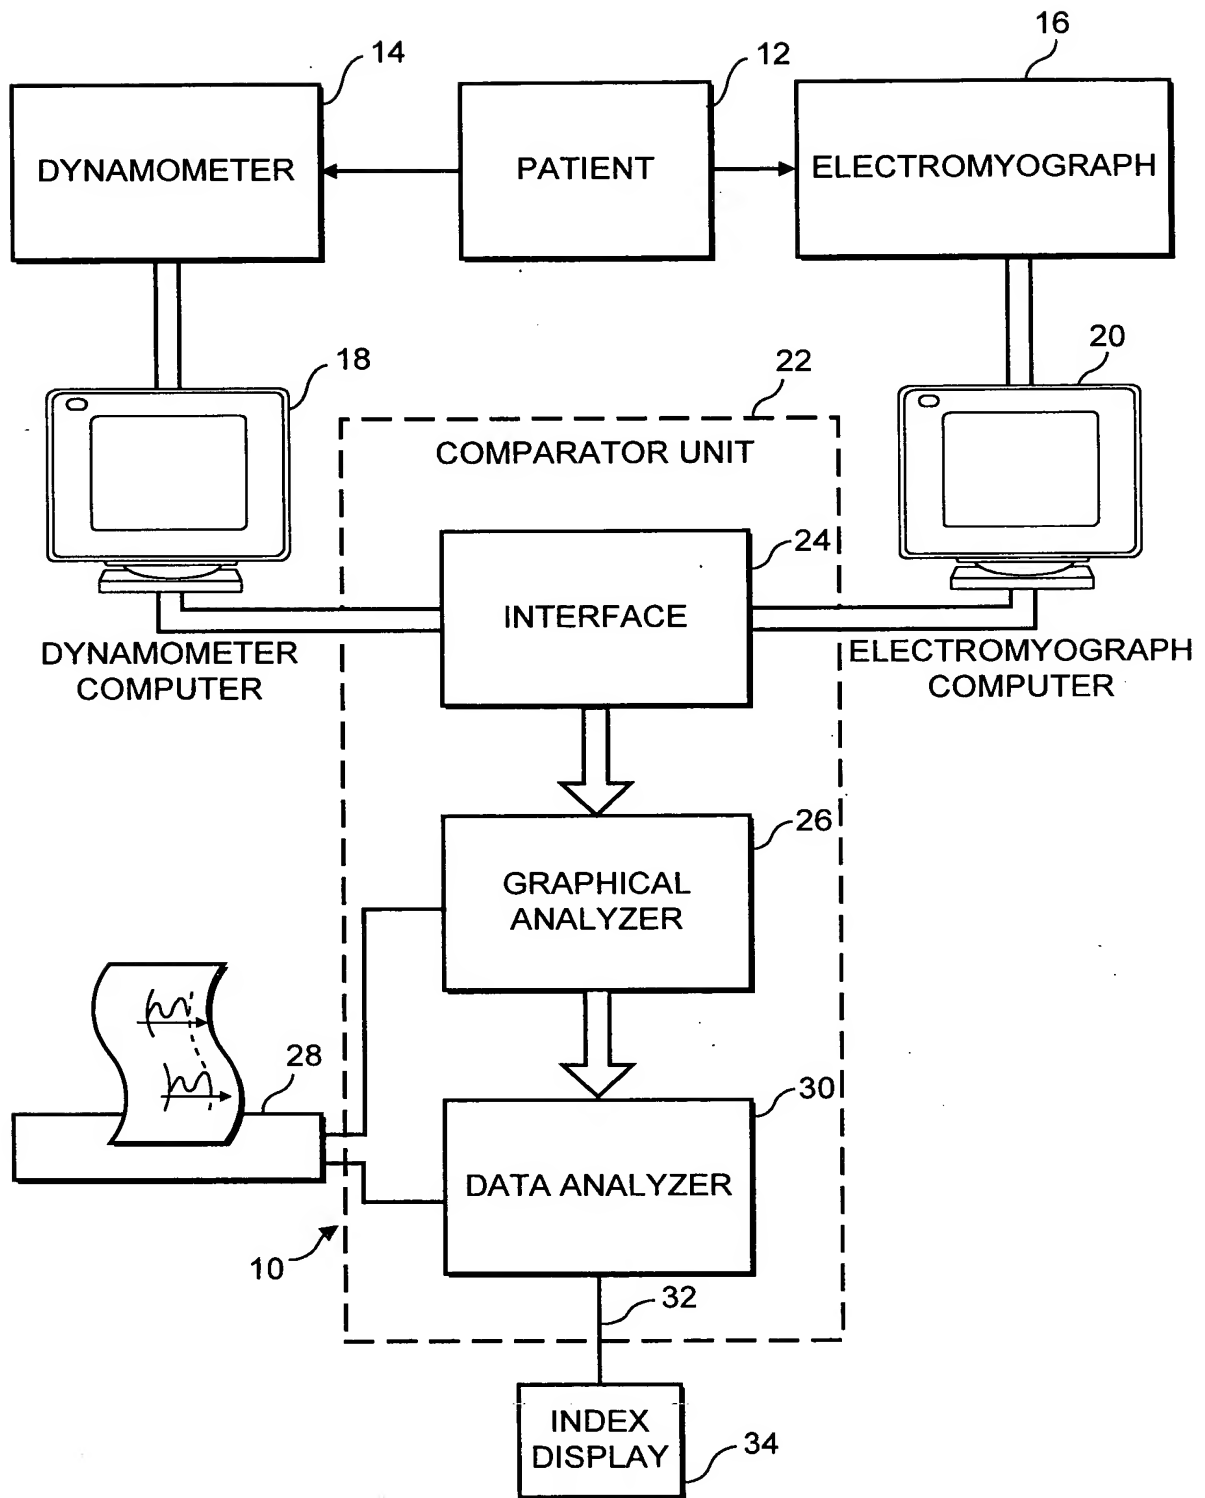 14
12
16
DYNAMOMETER
PATIENT
ELECTROMYOGRAPH
18
22
20
COMPARATOR UNIT
24
INTERFACE
DYNAMOMETER
COMPUTER
ELECTROMYOGRAPH
COMPUTER
26
GRAPHICAL
ANALYZER
28
30
DATA ANALYZER
10
32
INDEX
DISPLAY
34